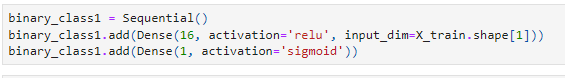 binary_class1 = Sequential()
binary_class1.add(Dense(16, activation='relu', input_dim=X_train.shape[1]))
binary_class1.add(Dense(1, activation='sigmoid'))